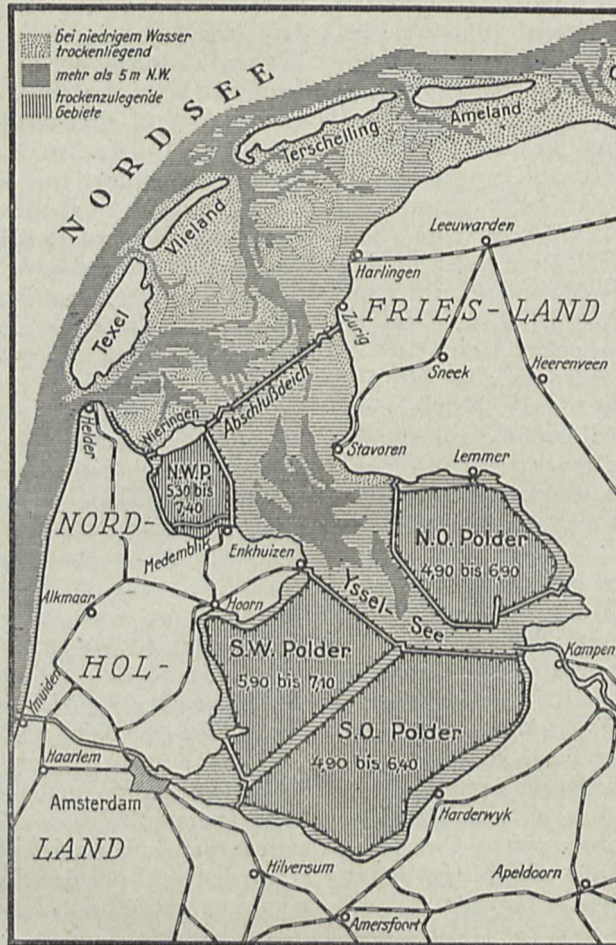 bei niedrigem Wasser
trockenliegend
mehr als 5 m N.W.
trockenzulegende
Gebiete
NORDSEE
Ameland
Terschelling
Vlieland
Texel
Leeuwarden
Harlingen
FRIES-LAND
Zurig
Sneek
Heerenveen
Abschlußdeich
Helder
Wieringen
Stavoren
Lemmer
N.W.P.
5,30 bis
7,40
N.O. Polder
4,90 bis 6,90
NORD-
Medemblik
Enkhuizen
Yssel-
See
Alkmaar
Hoorn
HOL-
S.W. Polder
5,90 bis 7,10
Kampen
Ymuiden
S.O. Polder
4,90 bis 6,40
Haarlem
Amsterdam
Harderwyk
LAND
Hilversum
Apeldoorn
Amersfoort